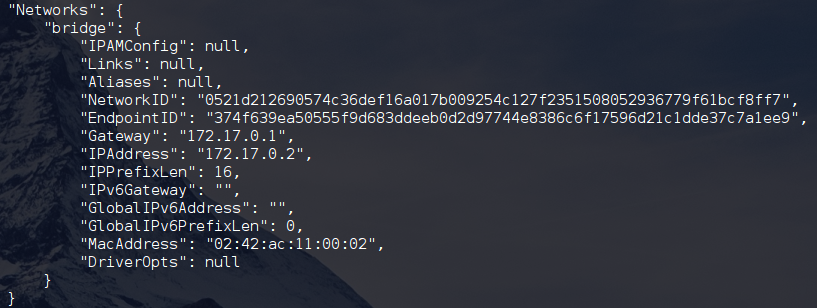 "Networks": {
    "bridge": {
        "IPAMConfig": null,
        "Links": null,
        "Aliases": null,
        "NetworkID": "0521d212690574c36def16a017b009254c127f2351508052936779f61bcf8ff7",
        "EndpointID": "374f639ea50555f9d683ddeeb0d2d97744e8386c6f17596d21c1dde37c7a1ee9",
        "Gateway": "172.17.0.1",
        "IPAddress": "172.17.0.2",
        "IPPrefixLen": 16,
        "IPv6Gateway": "",
        "GlobalIPv6Address": "",
        "GlobalIPv6PrefixLen": 0,
        "MacAddress": "02:42:ac:11:00:02",
        "DriverOpts": null
    }
}